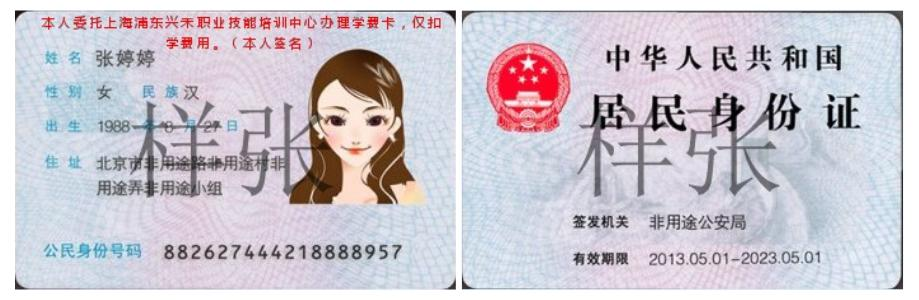 本人委托上海浦东兴未职业技能培训中心办理学费卡，仅扣
学费用。（本人签名）
姓名 张婷婷
性别 女 民族 汉
出生 1988 年 8 月 27 日
住址 北京市非用途路非用途村非
用途弄非用途小组
样张
公民身份号码 882627444218888957
中华人民共和国
居民身份证
样张
签发机关 非用途公安局
有效期限 2013.05.01-2023.05.01